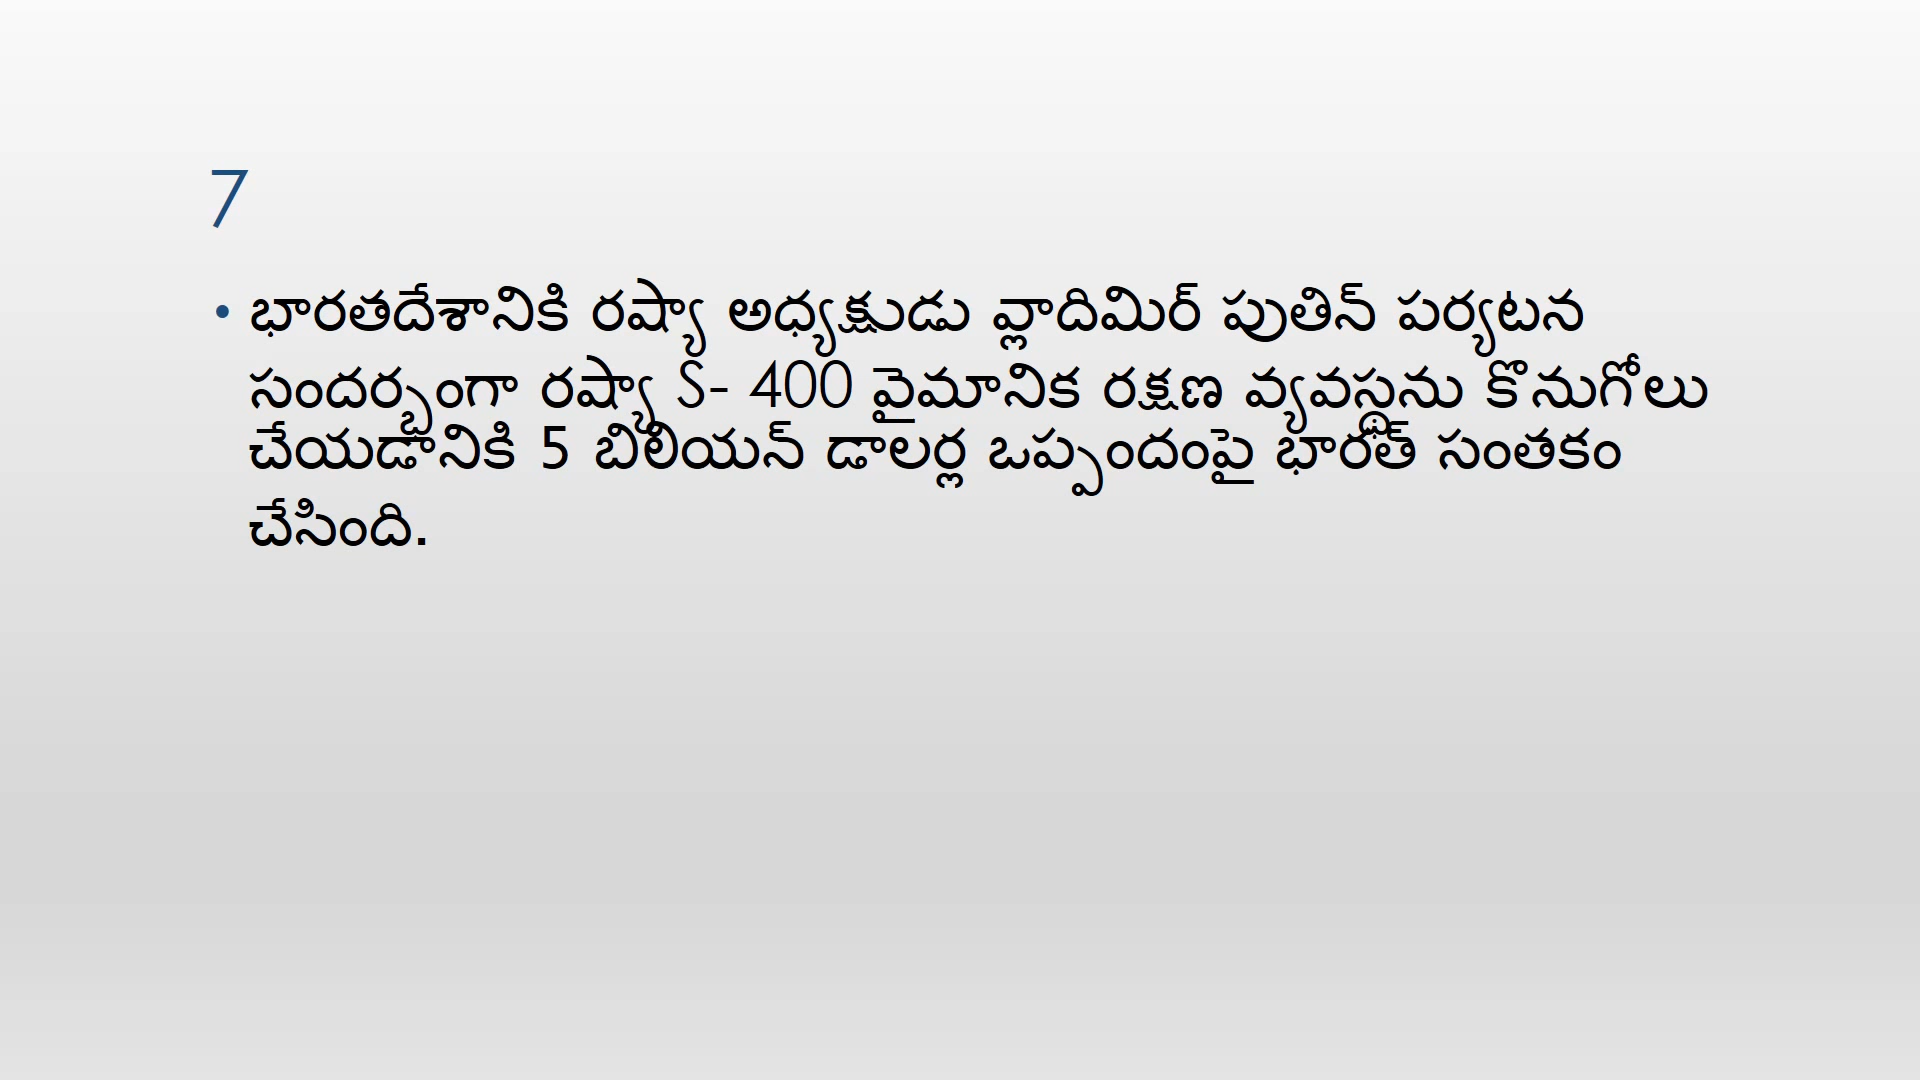 7
• భారతదేశానికి రష్యా అధ్యక్షుడు వ్లాదిమిర్ పుతిన్ పర్యటన
సందర్భంగా రష్యా S- 400 వైమానిక రక్షణ వ్యవస్థను కొనుగోలు
చేయడానికి 5 బిలియన్ డాలర్ల ఒప్పందంపై భారత్ సంతకం
చేసింది.